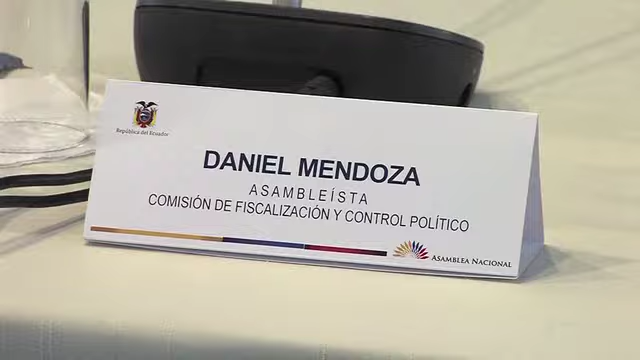 República del Ecuador
DANIEL MENDOZA
ASAMBLEÍSTA
COMISIÓN DE FISCALIZACIÓN Y CONTROL POLÍTICO
ASAMBLEA NACIONAL